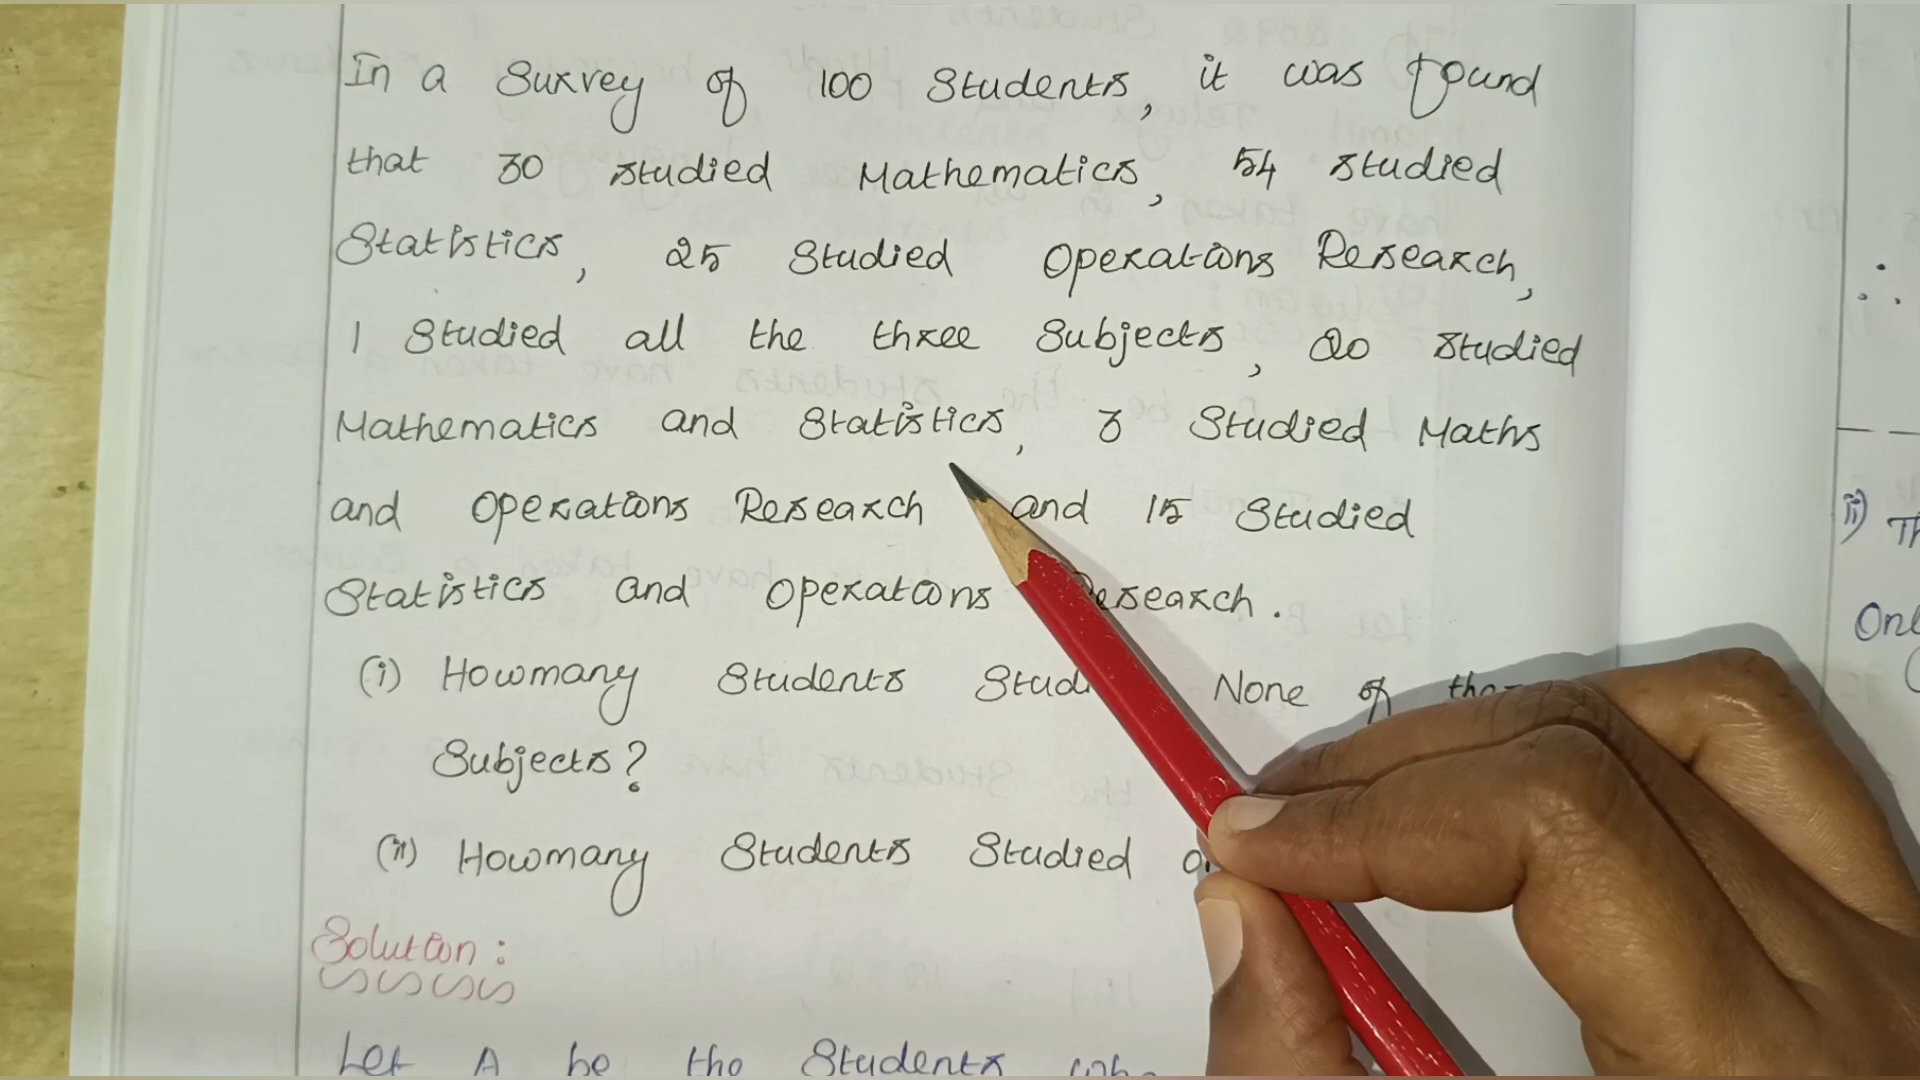 In a Survey of 100 Students, it was found
that 30 studied Mathematics, 54 studied
Statistics, 25 Studied Operations Research,
1 Studied all the three Subjects, 20 studied
Mathematics and Statistics, 3 Studied Maths
and Operations Research and 15 Studied
Statistics and Operations Research.
(i) Howmany Students None of
Subjects?
(ii) Howmany Students Studied
Solution:
Let A be the Students
ii)